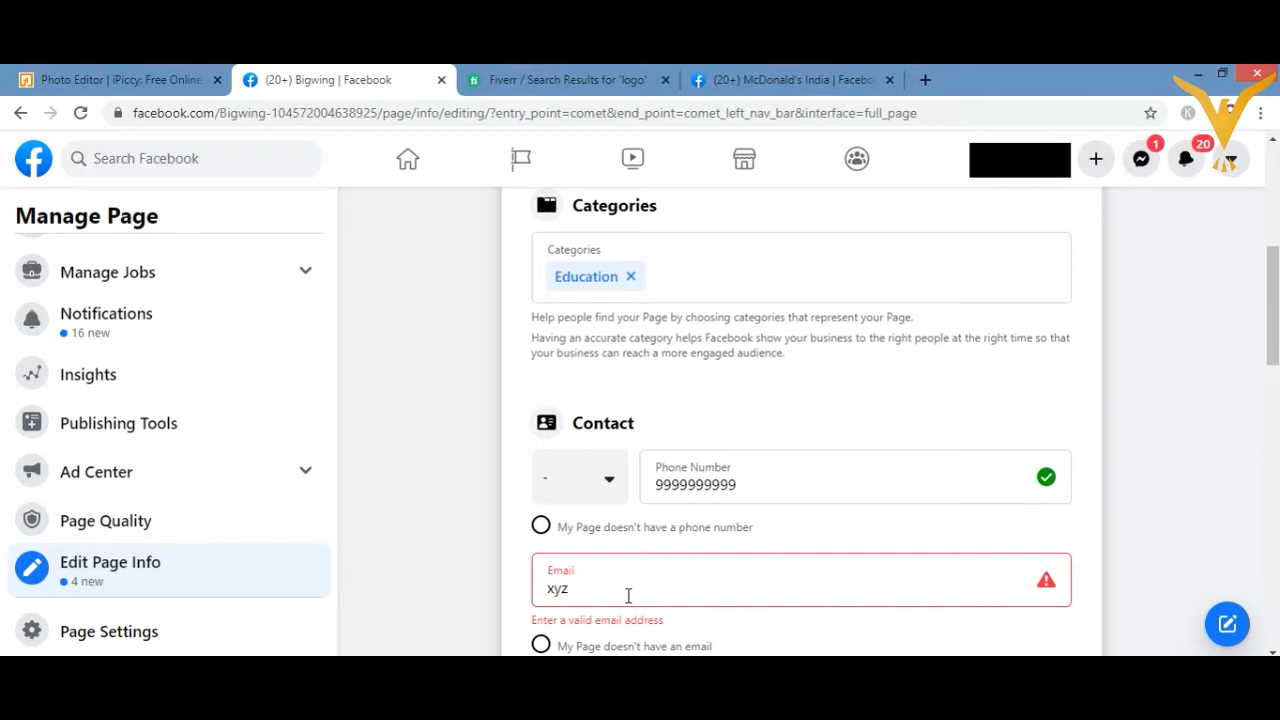 Photo Editor | iPiccy: Free Online
(20+) Bigwing | Facebook
Fiverr / Search Results for 'logo'
(20+) McDonald's India | Facebo
facebook.com/Bigwing-104572004638925/page/info/editing/?entry_point=comet&end_point=comet_left_nav_bar&interface=full_page
K
Search Facebook
1
20
Manage Page
Manage Jobs
Notifications
16 new
Insights
Publishing Tools
Ad Center
Page Quality
Edit Page Info
4 new
Page Settings
Categories
Categories
Education
Help people find your Page by choosing categories that represent your Page.
Having an accurate category helps Facebook show your business to the right people at the right time so that
your business can reach a more engaged audience.
Contact
-
Phone Number
9999999999
My Page doesn't have a phone number
Email
xyz
Enter a valid email address
My Page doesn't have an email